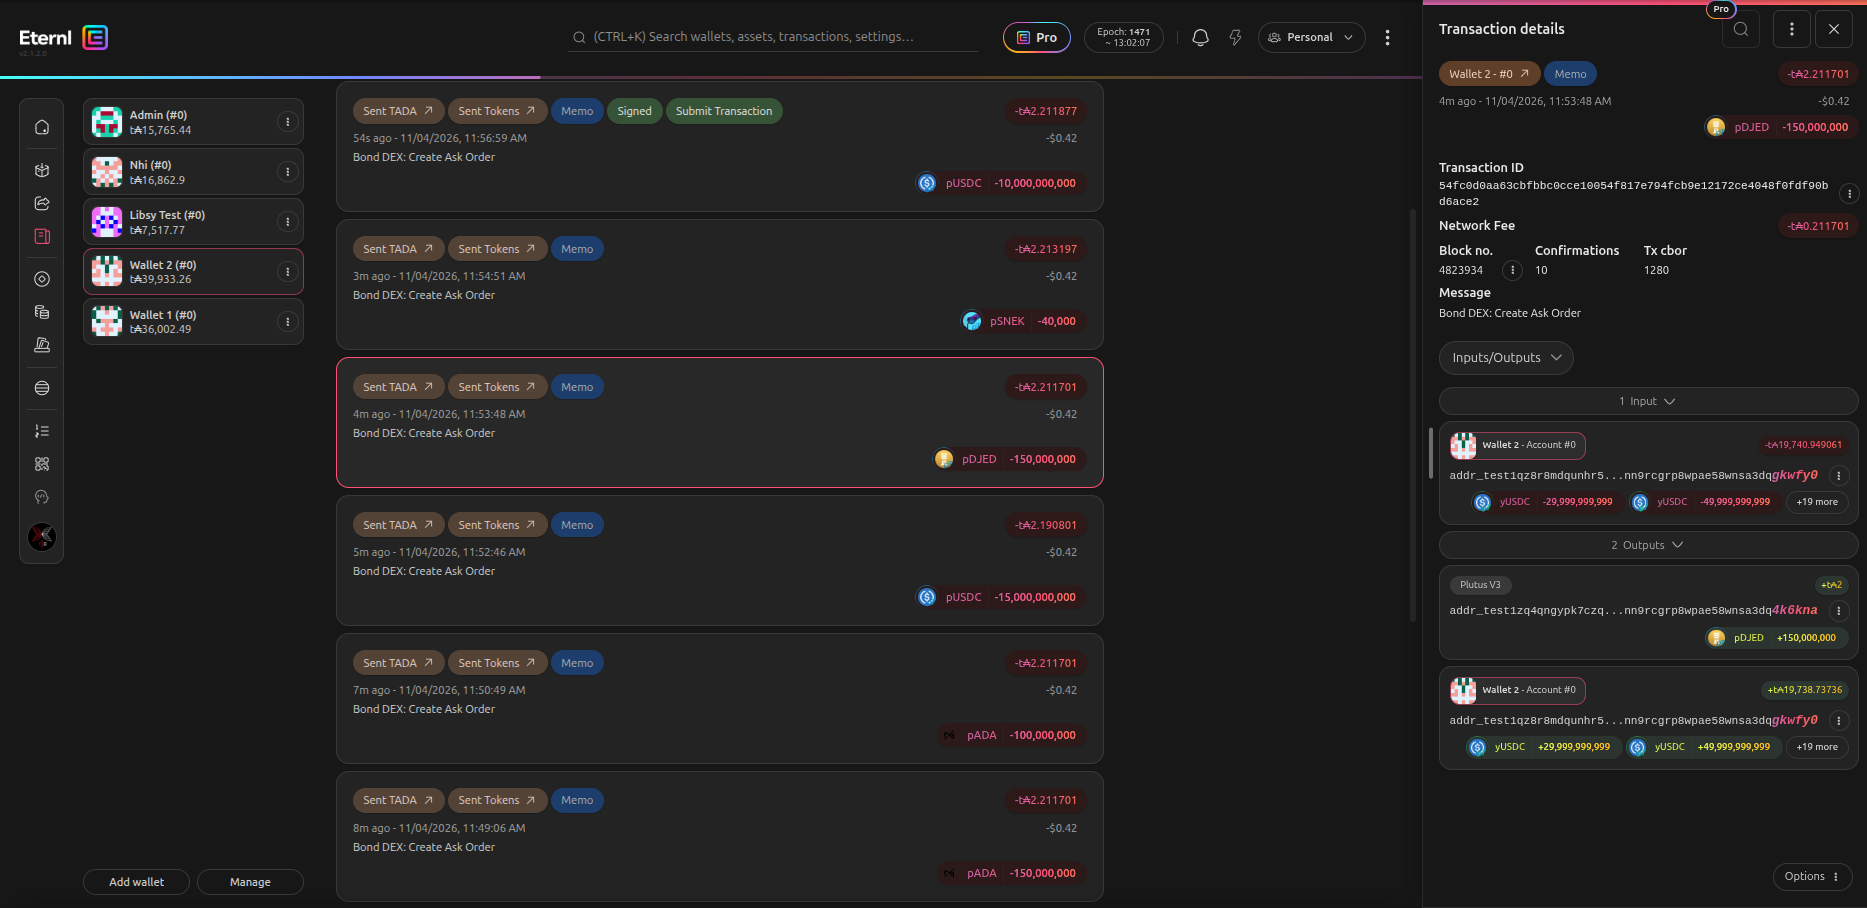 Eternl
v2.1.2.0
(CTRL+K) Search wallets, assets, transactions, settings...
Pro
Epoch: 1471
~ 13:02:07
Personal
Admin (#0)
t₳15,765.44
Nhi (#0)
t₳16,862.9
Libsy Test (#0)
t₳7,517.77
Wallet 2 (#0)
t₳39,933.26
Wallet 1 (#0)
t₳36,002.49
Add wallet
Manage
Sent TADA ↗ Sent Tokens ↗ Memo Signed Submit Transaction -t₳2.211877
54s ago - 11/04/2026, 11:56:59 AM -$0.42
Bond DEX: Create Ask Order
pUSDC -10,000,000,000
Sent TADA ↗ Sent Tokens ↗ Memo -t₳2.213197
3m ago - 11/04/2026, 11:54:51 AM -$0.42
Bond DEX: Create Ask Order
pSNEK -40,000
Sent TADA ↗ Sent Tokens ↗ Memo -t₳2.211701
4m ago - 11/04/2026, 11:53:48 AM -$0.42
Bond DEX: Create Ask Order
pDJED -150,000,000
Sent TADA ↗ Sent Tokens ↗ Memo -t₳2.190801
5m ago - 11/04/2026, 11:52:46 AM -$0.42
Bond DEX: Create Ask Order
pUSDC -15,000,000,000
Sent TADA ↗ Sent Tokens ↗ Memo -t₳2.211701
7m ago - 11/04/2026, 11:50:49 AM -$0.42
Bond DEX: Create Ask Order
pADA -100,000,000
Sent TADA ↗ Sent Tokens ↗ Memo -t₳2.211701
8m ago - 11/04/2026, 11:49:06 AM -$0.42
Bond DEX: Create Ask Order
pADA -150,000,000
Pro
Transaction details
Wallet 2 - #0 ↗ Memo -t₳2.211701
4m ago - 11/04/2026, 11:53:48 AM -$0.42
pDJED -150,000,000
Transaction ID
54fc0d0aa63cbfbbc0cce10054f817e794fcb9e12172ce4048f0fdf90b
d6ace2
Network Fee -t₳0.211701
Block no. Confirmations Tx cbor
4823934 10 1280
Message
Bond DEX: Create Ask Order
Inputs/Outputs
1 Input
Wallet 2 - Account #0 -t₳19,740.949061
addr_test1qz8r8mdqunhr5...nn9rcgrp8wpae58wnsa3dqgkwfy0
yUSDC -29,999,999,999 yUSDC -49,999,999,999 +19 more
2 Outputs
Plutus V3 +t₳2
addr_test1zq4qngypk7czq...nn9rcgrp8wpae58wnsa3dq4k6kna
pDJED +150,000,000
Wallet 2 - Account #0 +t₳19,738.73736
addr_test1qz8r8mdqunhr5...nn9rcgrp8wpae58wnsa3dqgkwfy0
yUSDC +29,999,999,999 yUSDC +49,999,999,999 +19 more
Options